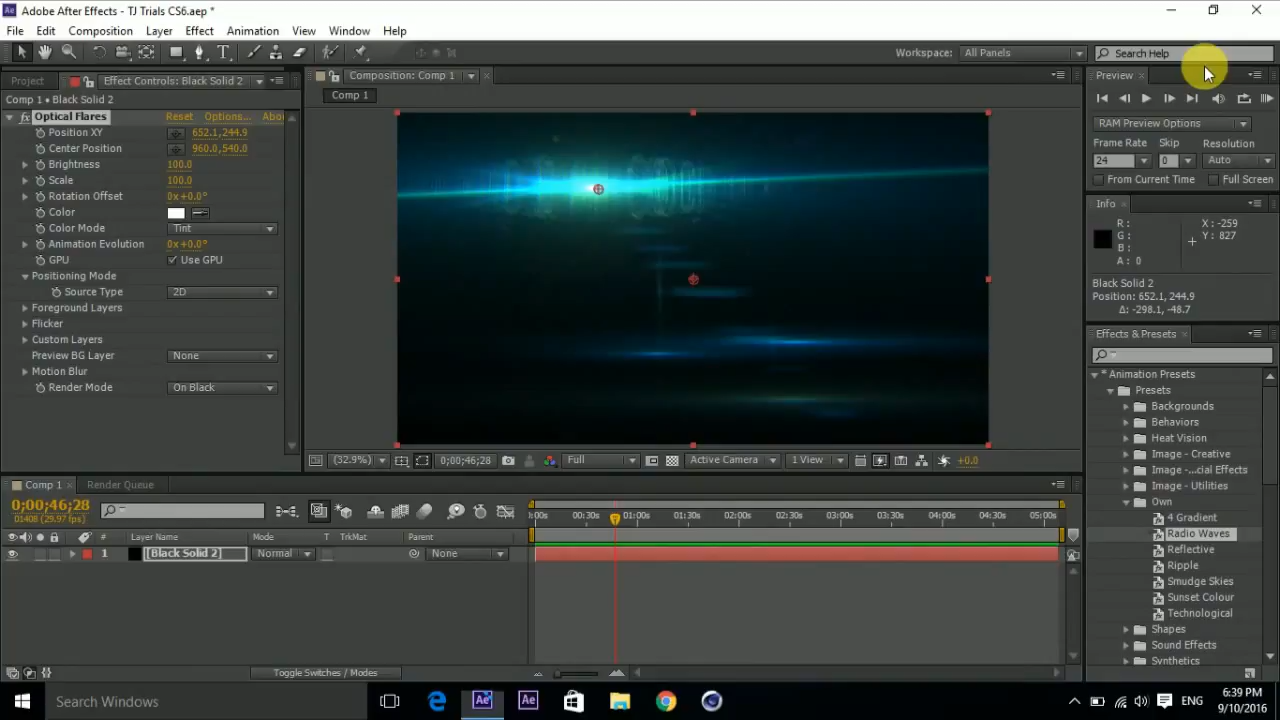 Adobe After Effects - TJ Trials CS6.aep *
File Edit Composition Layer Effect Animation View Window Help
Workspace: All Panels
Search Help
Project
Effect Controls: Black Solid 2
Comp 1 • Black Solid 2
Optical Flares Reset Options... Abou
Position XY 652.1,244.9
Center Position 960.0,540.0
Brightness 100.0
Scale 100.0
Rotation Offset 0x+0.0°
Color
Color Mode Tint
Animation Evolution 0x+0.0°
GPU Use GPU
Positioning Mode
Source Type 2D
Foreground Layers
Flicker
Custom Layers
Preview BG Layer None
Motion Blur
Render Mode On Black
Composition: Comp 1
Comp 1
(32.9%) 0;00;46;28 Full Active Camera 1 View +0.0
Preview
RAM Preview Options
Frame Rate Skip Resolution
24 0 Auto
From Current Time Full Screen
Info
R: X: -259
G: Y: 827
B:
A: 0
Black Solid 2
Position: 652.1, 244.9
Δ: -298.1, -48.7
Effects & Presets
* Animation Presets
Presets
Backgrounds
Behaviors
Heat Vision
Image - Creative
Image - ...cial Effects
Image - Utilities
Own
4 Gradient
Radio Waves
Reflective
Ripple
Smudge Skies
Sunset Colour
Technological
Shapes
Sound Effects
Synthetics
Comp 1 Render Queue
0;00;46;28
01408 (29.97 fps)
:00s 00:30s 01:00s 01:30s 02:00s 02:30s 03:00s 03:30s 04:00s 04:30s 05:00s
# Layer Name Mode T TrkMat Parent
1 [Black Solid 2] Normal None
Toggle Switches / Modes
Search Windows
ENG
6:39 PM
9/10/2016